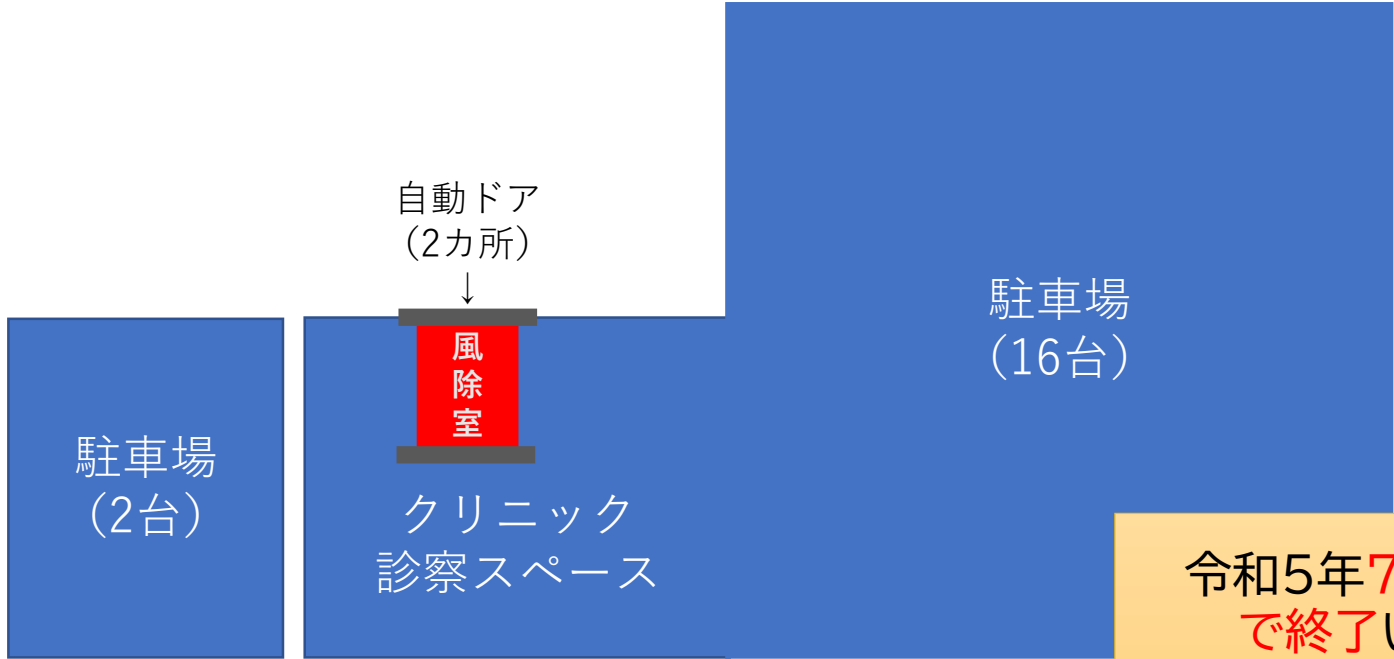 自動ドア
(2カ所)
↓
風
除
室
駐車場
(2台)
クリニック
診察スペース
駐車場
(16台)
令和5年7
で終了